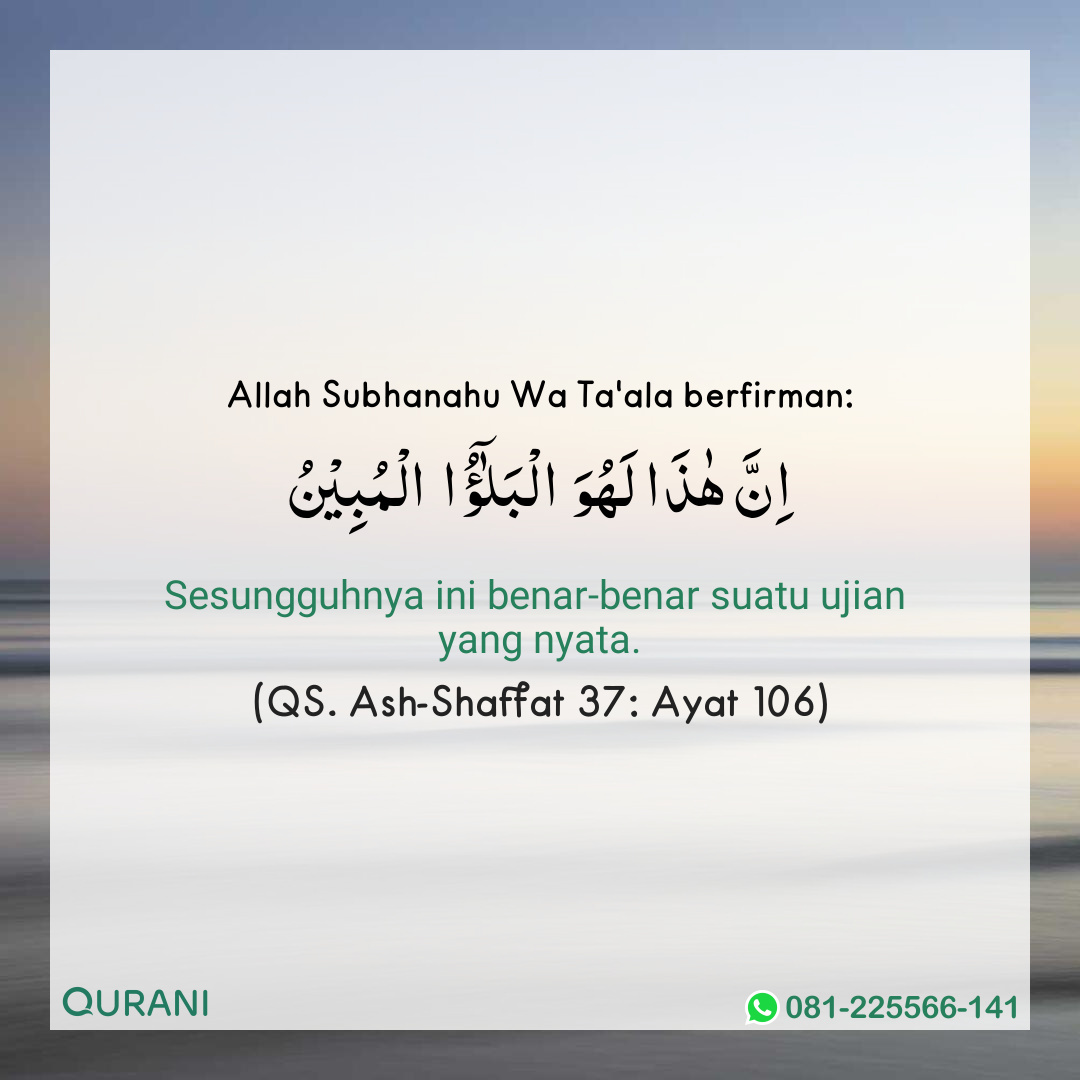 Allah Subhanahu Wa Ta'ala berfirman:
اِنَّ هٰذَا لَهُوَ الْبَلٰٓؤُا الْمُبِيْنُ
Sesungguhnya ini benar-benar suatu ujian
yang nyata.
(QS. Ash-Shaffat 37: Ayat 106)
QURANI
081-225566-141